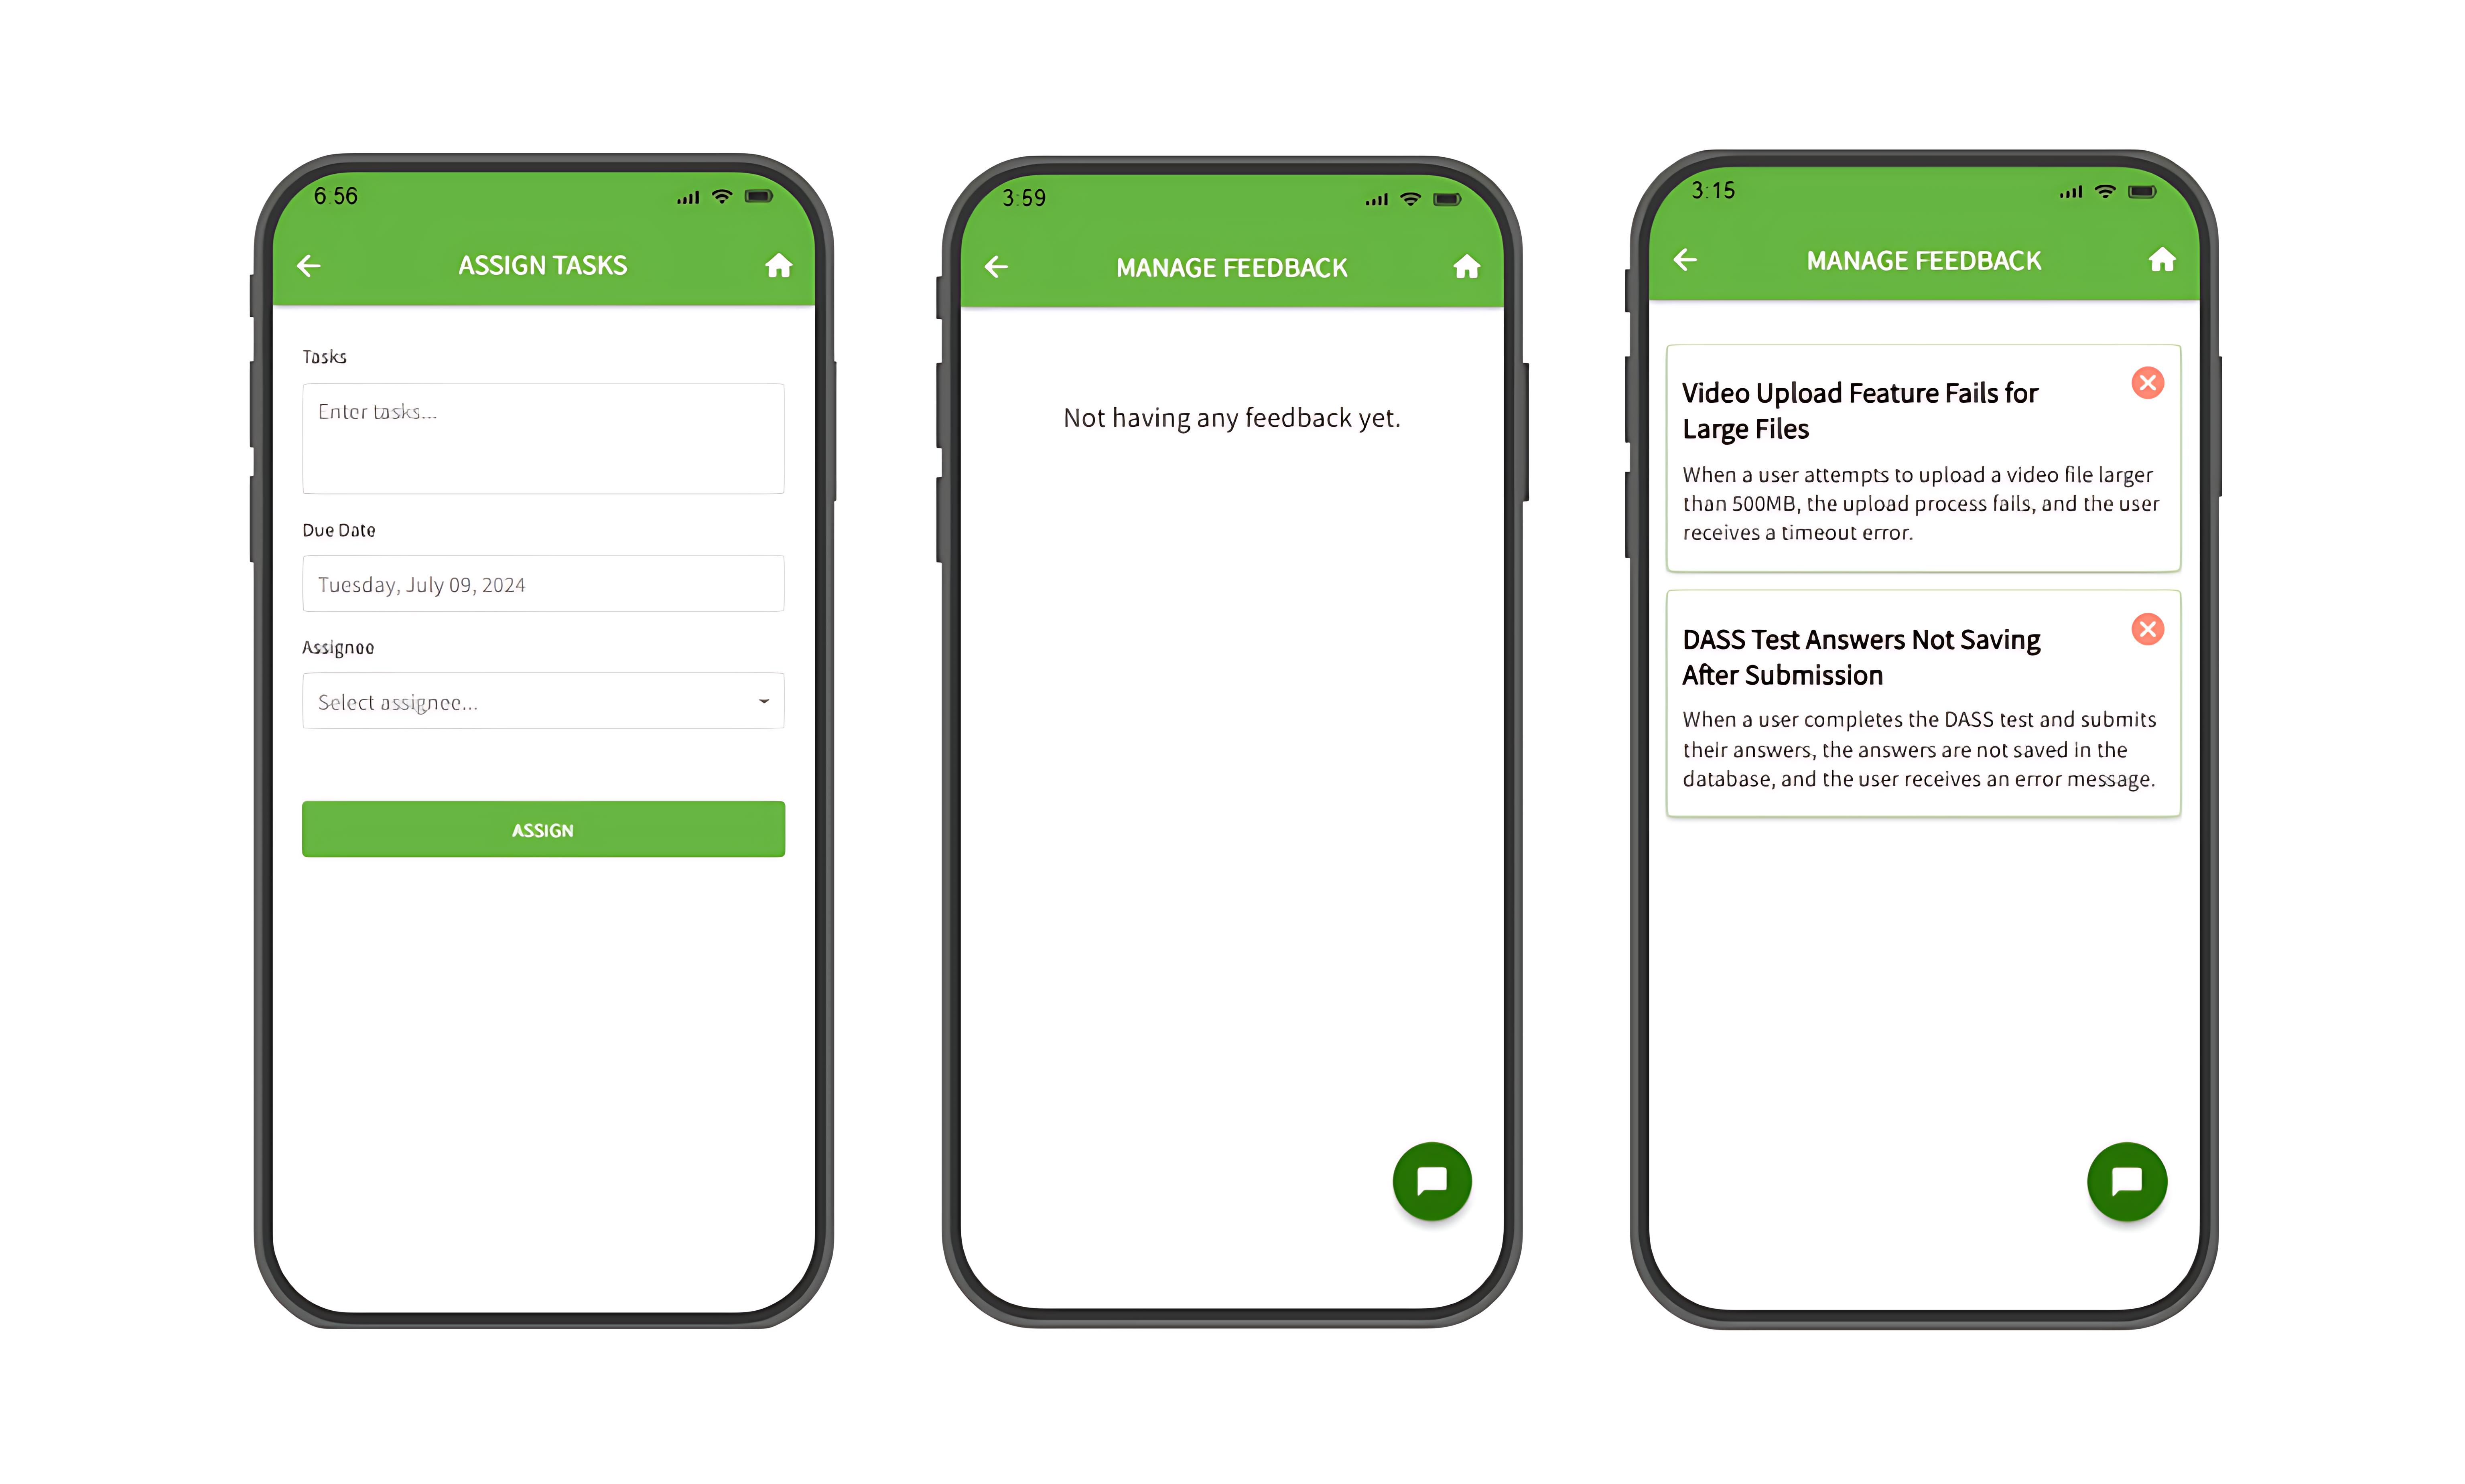 6 56
ASSIGN TASKS
Tasks
Enter tasks...
Due Date
Tuesday, July 09, 2024
Assignee
Select assignee...
ASSIGN
3:59
MANAGE FEEDBACK
Not having any feedback yet.
3:15
MANAGE FEEDBACK
Video Upload Feature Fails for
Large Files
When a user attempts to upload a video file larger
than 500MB, the upload process fails, and the user
receives a timeout error.
DASS Test Answers Not Saving
After Submission
When a user completes the DASS test and submits
their answers, the answers are not saved in the
database, and the user receives an error message.